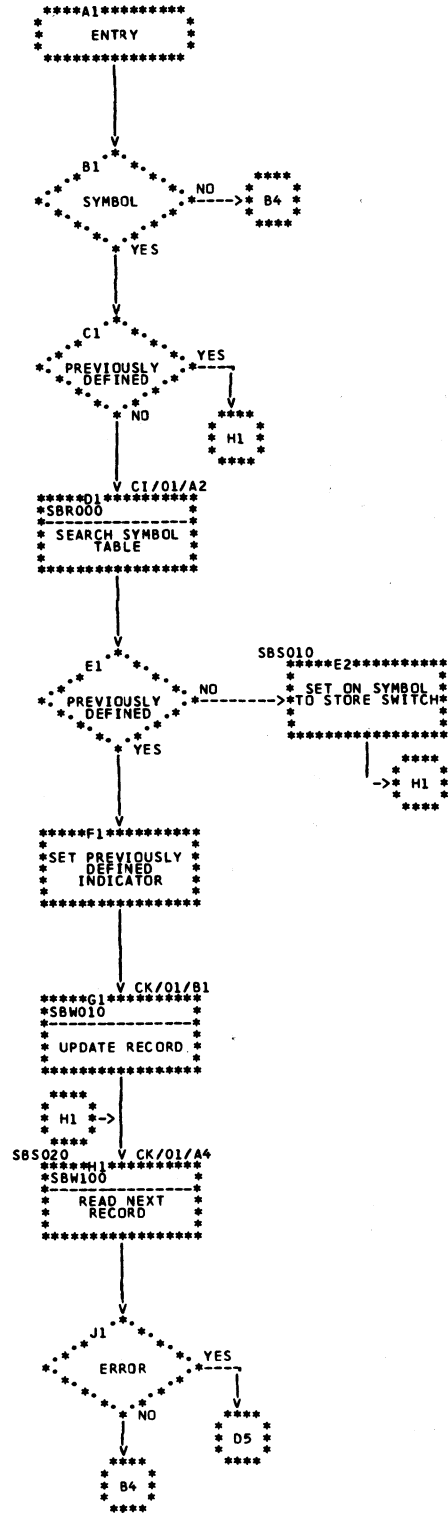 A1
ENTRY
B1
SYMBOL
NO
B4
YES
C1
PREVIOUSLY
DEFINED
YES
H1
NO
CI/01/A2
D1
SBR000
SEARCH SYMBOL
TABLE
E1
PREVIOUSLY
DEFINED
NO
SBS010
E2
SET ON SYMBOL
TO STORE SWITCH
H1
YES
F1
SET PREVIOUSLY
DEFINED
INDICATOR
CK/01/B1
G1
SBW010
UPDATE RECORD
H1
SBS020
CK/01/A4
H1
SBW100
READ NEXT
RECORD
J1
ERROR
YES
D5
NO
B4